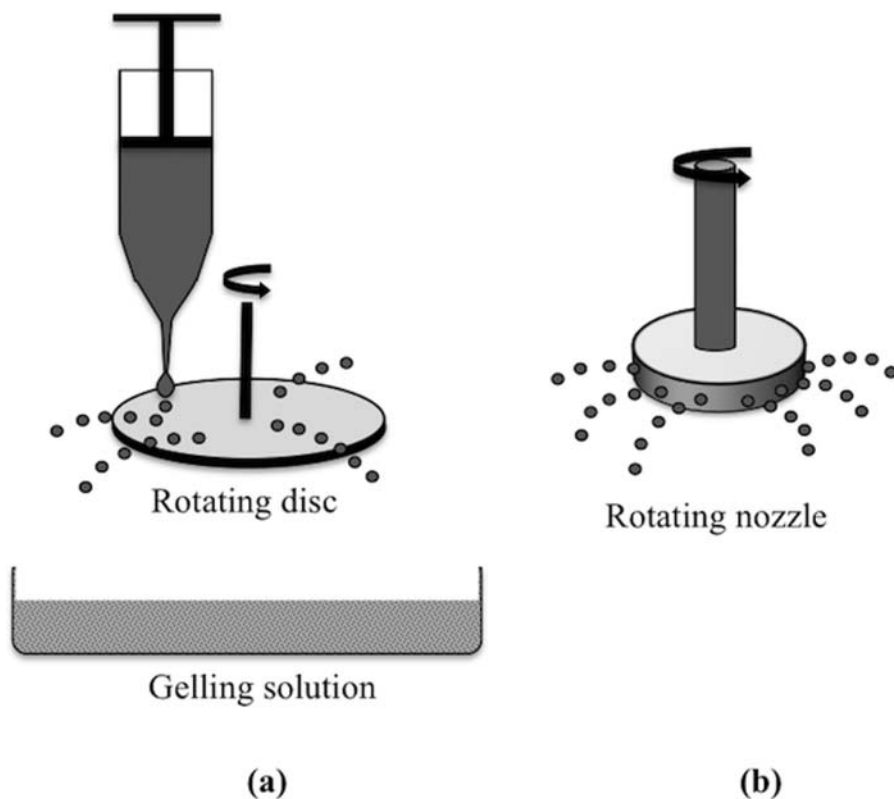 Rotating disc
Rotating nozzle
Gelling solution
(a)
(b)